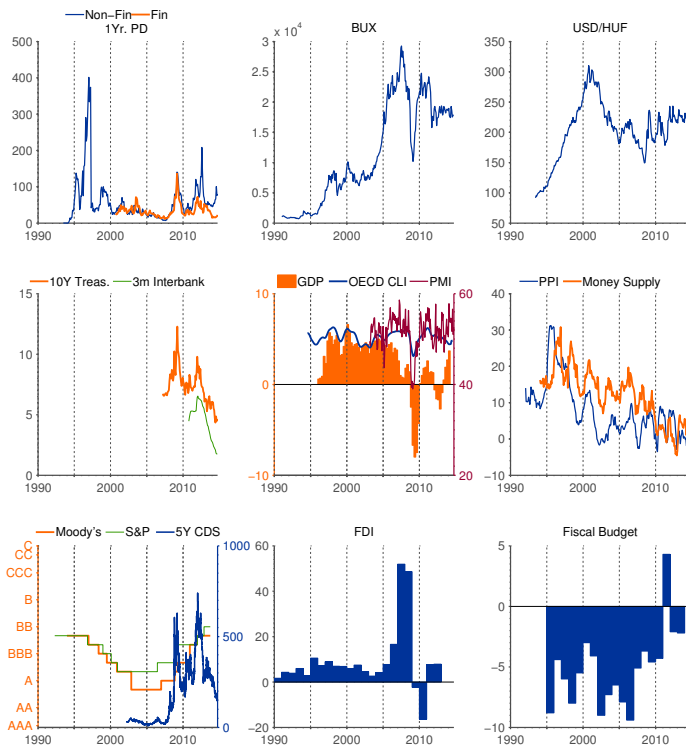 Non−Fin Fin
1Yr. PD
500
400
300
200
100
0
1990 2000 2010
BUX
x 10^4
3
2.5
2
1.5
1
0.5
0
1990 2000 2010
USD/HUF
350
300
250
200
150
100
50
1990 2000 2010
10Y Treas. 3m Interbank
15
10
5
0
1990 2000 2010
GDP OECD CLI PMI
10 60
0 40
−10 20
1990 2000 2010
PPI Money Supply
40
30
20
10
0
−10
1990 2000 2010
Moody's S&P 5Y CDS
C 1000
CC
CCC
B
BB 500
BBB
A
AA
AAA 0
1990 2000 2010
FDI
60
40
20
0
−20
1990 2000 2010
Fiscal Budget
5
0
−5
−10
1990 2000 2010